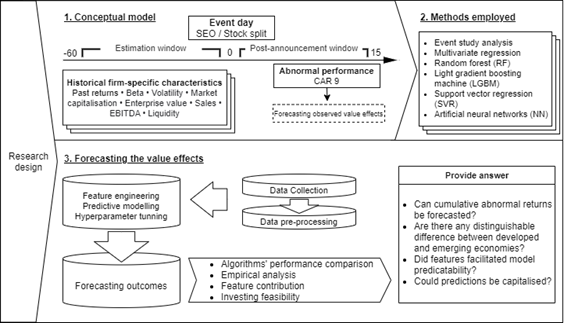 Research
design
1. Conceptual model
Event day
SEO / Stock split
-60
Estimation window
0
Post-announcement window
15
Historical firm-specific characteristics
Past returns • Beta • Volatility • Market
capitalisation • Enterprise value • Sales •
EBITDA • Liquidity
Abnormal performance
CAR 9
Forecasting observed value effects
2. Methods employed
• Event study analysis
• Multivariate regression
• Random forest (RF)
• Light gradient boosting
machine (LGBM)
• Support vector regression
(SVR)
• Artificial neural networks (NN)
3. Forecasting the value effects
Feature engineering
Predictive modelling
Hyperparameter tunning
Data Collection
Data pre-processing
Forecasting outcomes
• Algorithms' performance comparison
• Empirical analysis
• Feature contribution
• Investing feasibility
Provide answer
• Can cumulative abnormal returns
be forecasted?
• Are there any distinguishable
difference between developed
and emerging economies?
• Did features facilitated model
predicatability?
• Could predictions be capitalised?